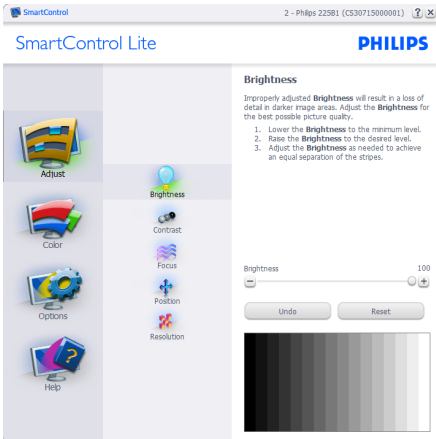 SmartControl
2 - Philips 225B1 (CS30715000001)
SmartControl Lite
PHILIPS
Adjust
Color
Options
Help
Brightness
Contrast
Focus
Position
Resolution
Brightness
Improperly adjusted Brightness will result in a loss of
detail in darker image areas. Adjust the Brightness for
the best possible picture quality.
1. Lower the Brightness to the minimum level.
2. Raise the Brightness to the desired level.
3. Adjust the Brightness as needed to achieve
an equal separation of the stripes.
Brightness 100
Undo Reset